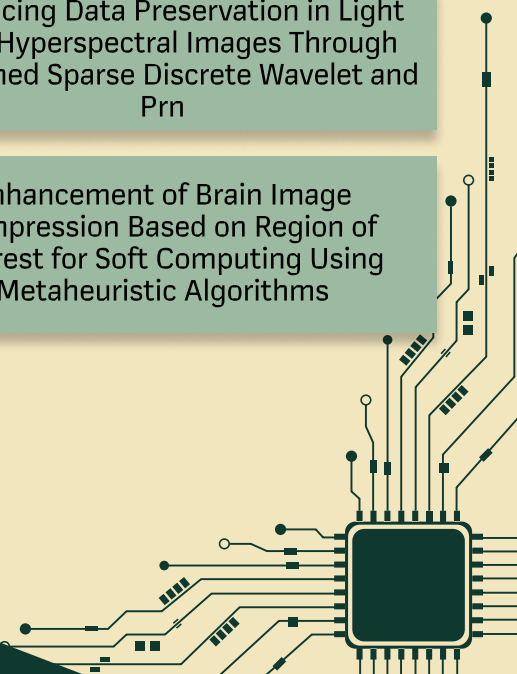 cing Data Preservation in Light
Hyperspectral Images Through
ned Sparse Discrete Wavelet and
Prn
nhancement of Brain Image
mpression Based on Region of
rest for Soft Computing Using
Metaheuristic Algorithms